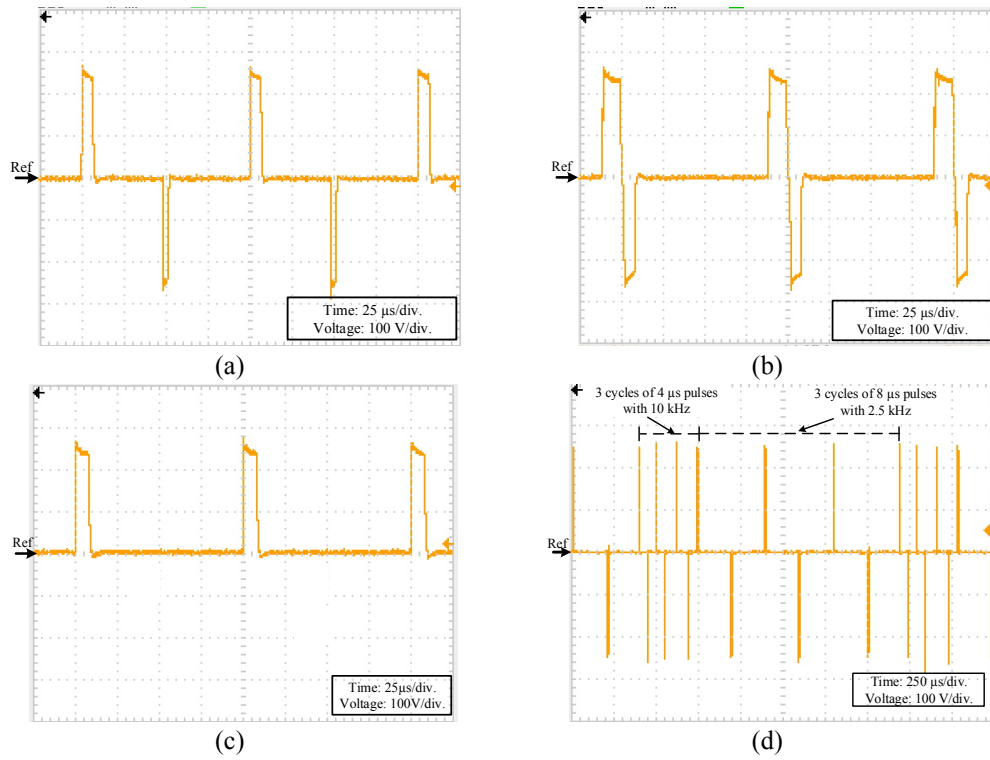 Ref
Time: 25 µs/div.
Voltage: 100 V/div.
(a)
Ref
Time: 25 µs/div.
Voltage: 100 V/div.
(b)
Ref
Time: 25µs/div.
Voltage: 100V/div.
(c)
3 cycles of 4 µs pulses
with 10 kHz
3 cycles of 8 µs pulses
with 2.5 kHz
Ref
Time: 250 µs/div.
Voltage: 100 V/div.
(d)